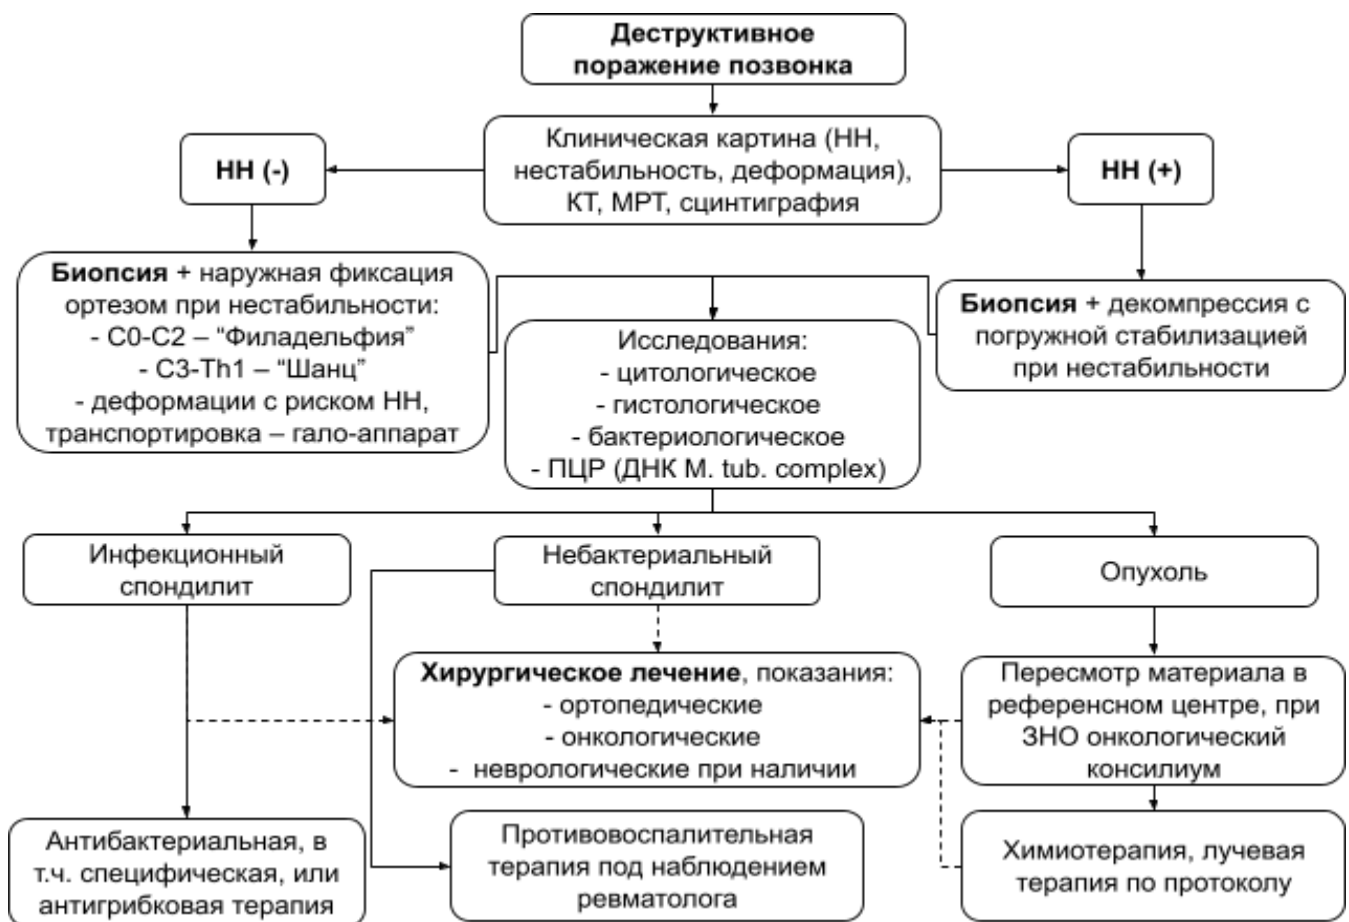 Деструктивное
поражение позвонка
Клиническая картина (НН,
нестабильность, деформация),
КТ, МРТ, сцинтиграфия
НН (-)
НН (+)
Биопсия + наружная фиксация
ортезом при нестабильности:
- С0-С2 – “Филадельфия”
- С3-Th1 – “Шанц”
- деформации с риском НН,
транспортировка – гало-аппарат
Биопсия + декомпрессия с
погружной стабилизацией
при нестабильности
Исследования:
- цитологическое
- гистологическое
- бактериологическое
- ПЦР (ДНК M. tub. complex)
Инфекционный
спондилит
Небактериальный
спондилит
Опухоль
Хирургическое лечение, показания:
- ортопедические
- онкологические
- неврологические при наличии
Пересмотр материала в
референсном центре, при
ЗНО онкологический
консилиум
Антибактериальная, в
т.ч. специфическая, или
антигрибковая терапия
Противовоспалительная
терапия под наблюдением
ревматолога
Химиотерапия, лучевая
терапия по протоколу